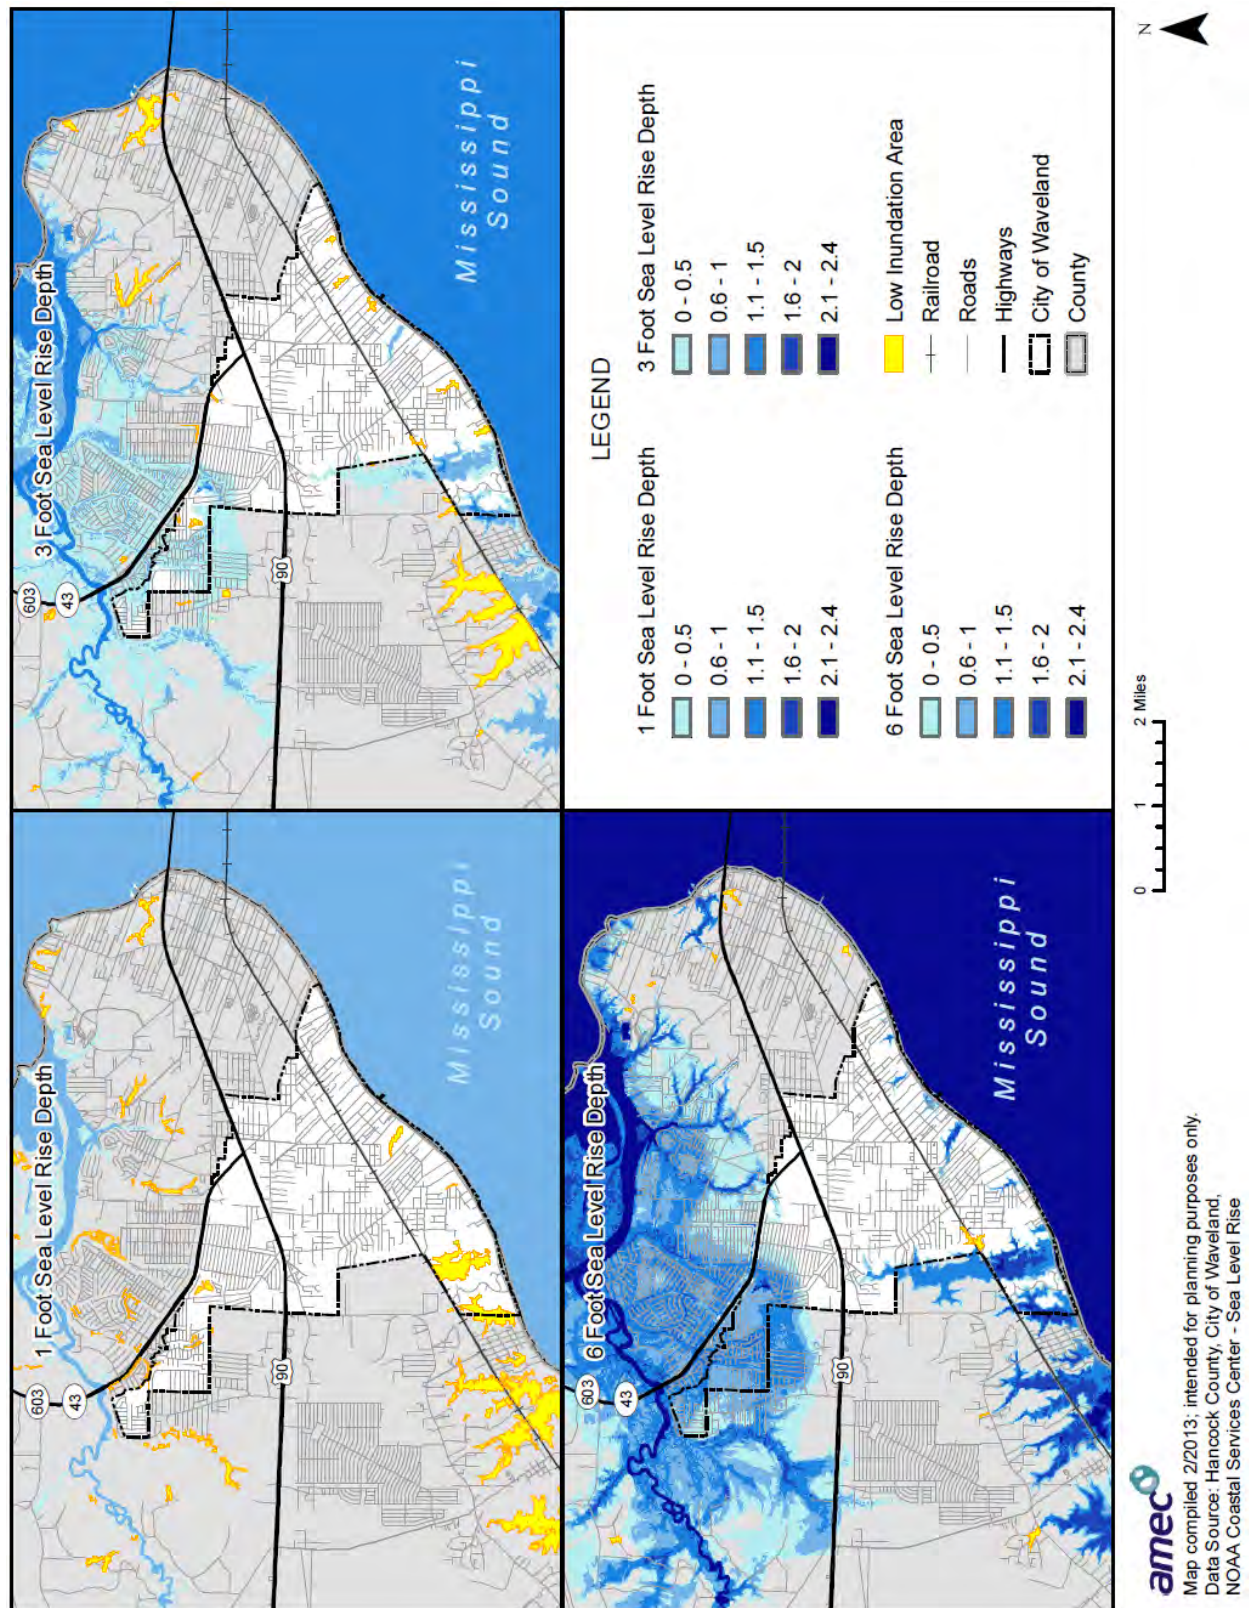 1 Foot Sea Level Rise Depth
603
43
90
Mississippi
Sound
3 Foot Sea Level Rise Depth
603
43
90
Mississippi
Sound
6 Foot Sea Level Rise Depth
603
43
90
Mississippi
Sound
LEGEND
1 Foot Sea Level Rise Depth
0 - 0.5
0.6 - 1
1.1 - 1.5
1.6 - 2
2.1 - 2.4
3 Foot Sea Level Rise Depth
0 - 0.5
0.6 - 1
1.1 - 1.5
1.6 - 2
2.1 - 2.4
6 Foot Sea Level Rise Depth
0 - 0.5
0.6 - 1
1.1 - 1.5
1.6 - 2
2.1 - 2.4
Low Inundation Area
Railroad
Roads
Highways
City of Waveland
County
amec
Map compiled 2/22013; intended for planning purposes only.
Data Source: Hancock County, City of Waveland,
NOAA Coastal Services Center - Sea Level Rise
0 1 2 Miles
N